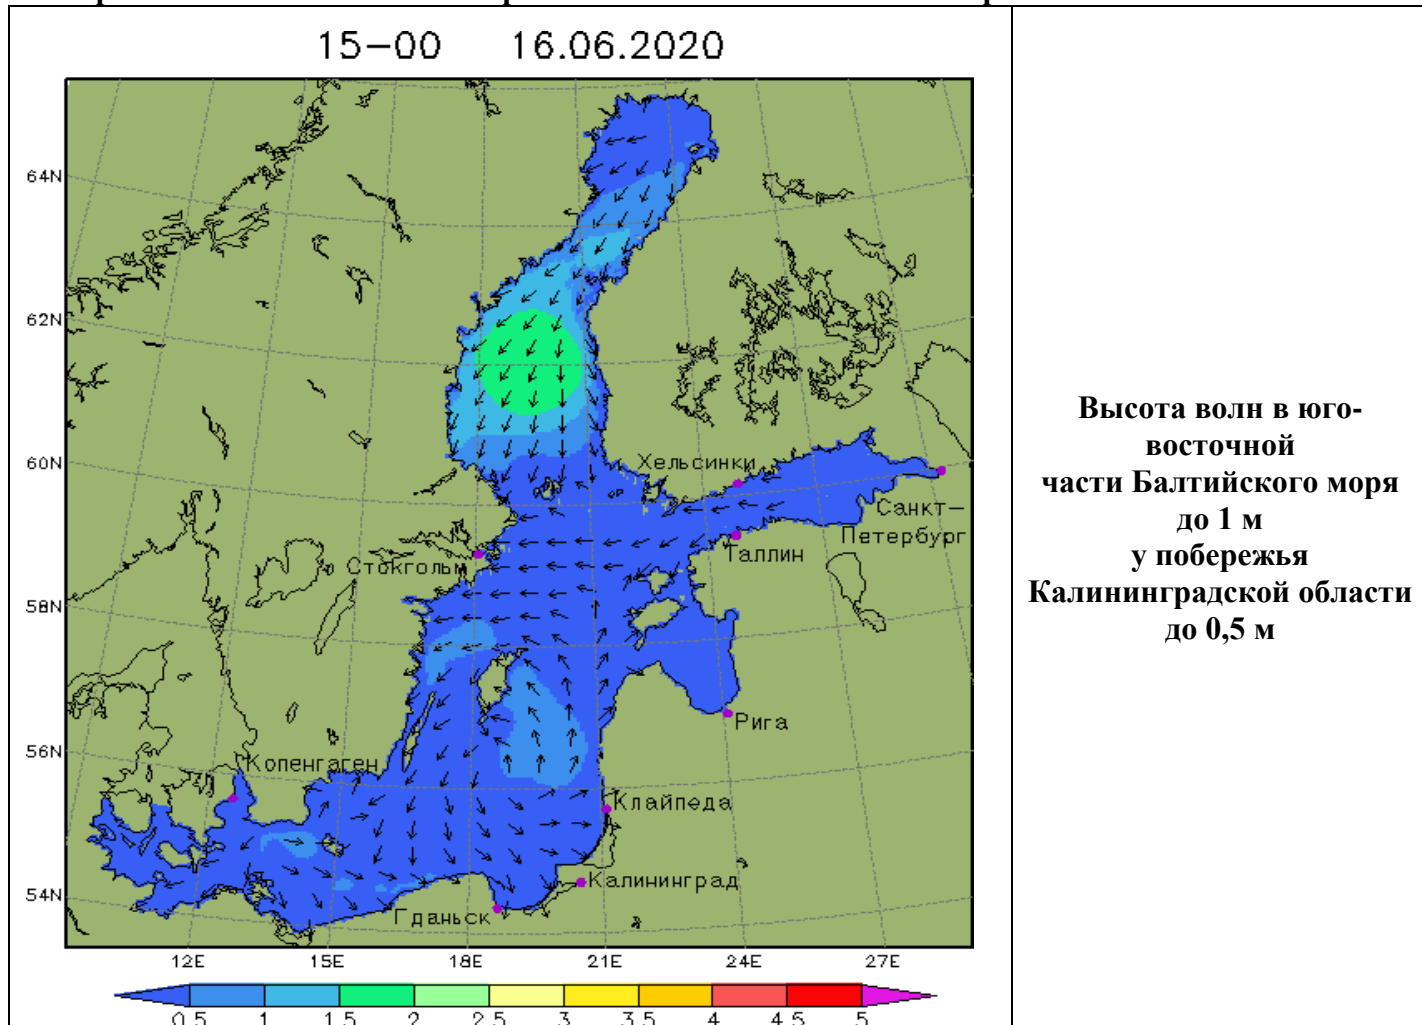 15-00 16.06.2020
64N
62N
60N
58N
56N
54N
Хельсинки
Санкт-
Петербург
Таллин
Стокгольм
Рига
Копенгаген
Клайпеда
Калининград
Гданьск
12E 15E 18E 21E 24E 27E
0.5 1 1.5 2 2.5 3 3.5 4 4.5 5
Высота волн в юго-
восточной
части Балтийского моря
до 1 м
у побережья
Калининградской области
до 0,5 м